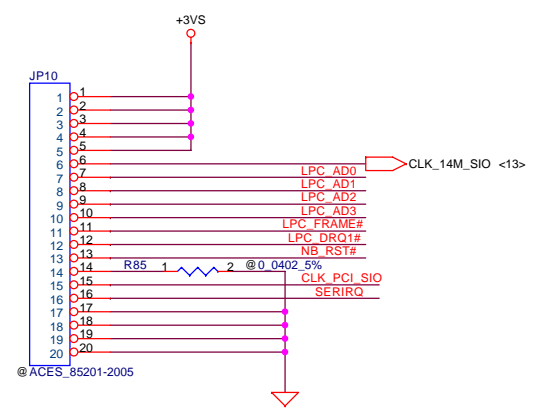 +3VS
JP10
1 1
2 2
3 3
4 4
5 5
6 6 CLK_14M_SIO <13>
7 7 LPC_AD0
8 8 LPC_AD1
9 9 LPC_AD2
10 10 LPC_AD3
11 11 LPC_FRAME#
12 12 LPC_DRQ1#
13 13 NB_RST#
14 14 R85 1 2 @0_0402_5%
15 15 CLK_PCI_SIO
16 16 SERIRQ
17 17
18 18
19 19
20 20
@ACES_85201-2005